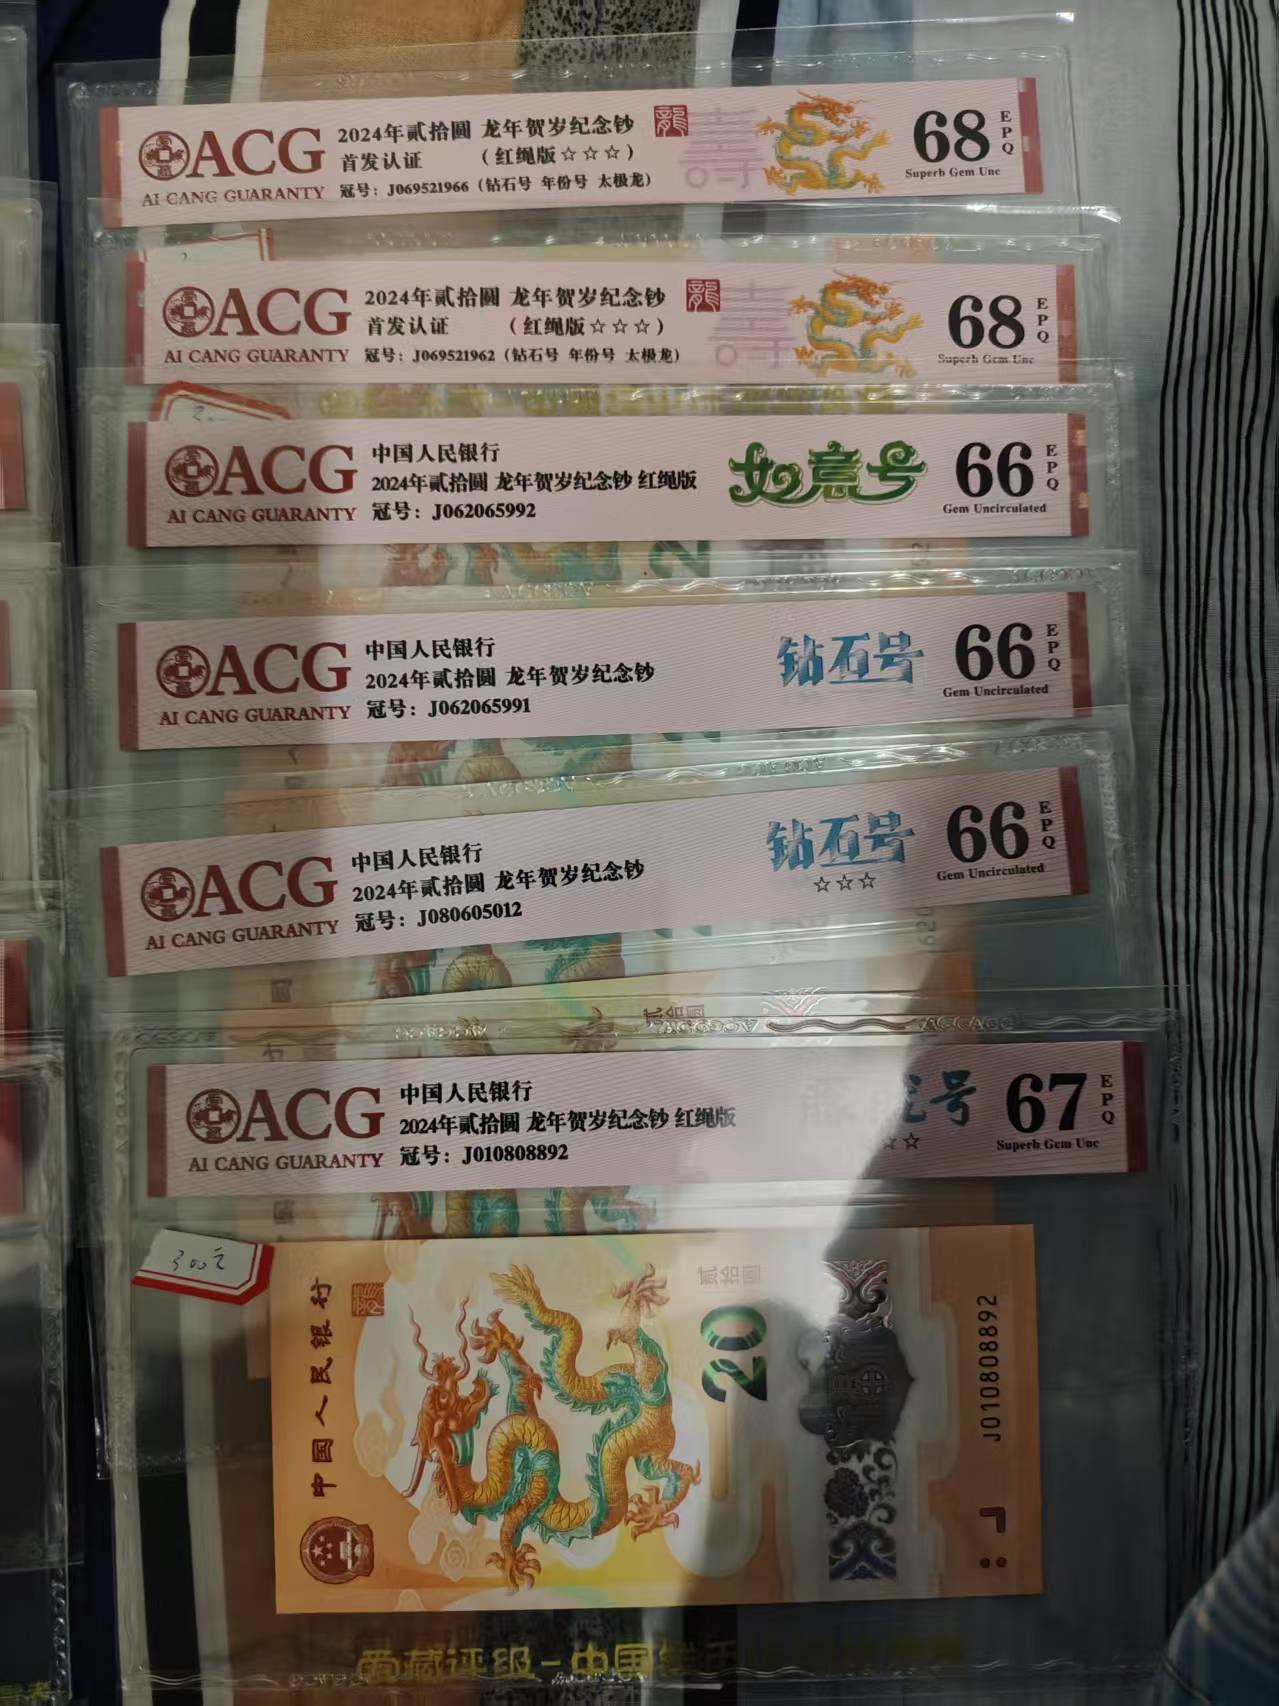 ACG
AI CANG GUARANTY
2024年贰拾圆 龙年贺岁纪念钞
首发认证 (红绳版☆☆☆)
冠号: J069521966 (钻石号 年份号 太极龙)
龍
壽
68
EPQ
Superb Gem Unc
ACG
AI CANG GUARANTY
2024年贰拾圆 龙年贺岁纪念钞
首发认证 (红绳版☆☆☆)
冠号: J069521962 (钻石号 年份号 太极龙)
龍
壽
68
EPQ
Superb Gem Unc
ACG
AI CANG GUARANTY
中国人民银行
2024年贰拾圆 龙年贺岁纪念钞 红绳版
冠号: J062065992
如意号
66
EPQ
Gem Uncirculated
ACG
AI CANG GUARANTY
中国人民银行
2024年贰拾圆 龙年贺岁纪念钞
冠号: J062065991
钻石号
66
EPQ
Gem Uncirculated
ACG
AI CANG GUARANTY
中国人民银行
2024年贰拾圆 龙年贺岁纪念钞
冠号: J080605012
钻石号
☆☆☆
66
EPQ
Gem Uncirculated
ACG
AI CANG GUARANTY
中国人民银行
2024年贰拾圆 龙年贺岁纪念钞 红绳版
冠号: J010808892
号
☆☆
67
EPQ
Superb Gem Unc
300元
中国人民银行
贰拾圆
20
J010808892
爱藏评级-中国